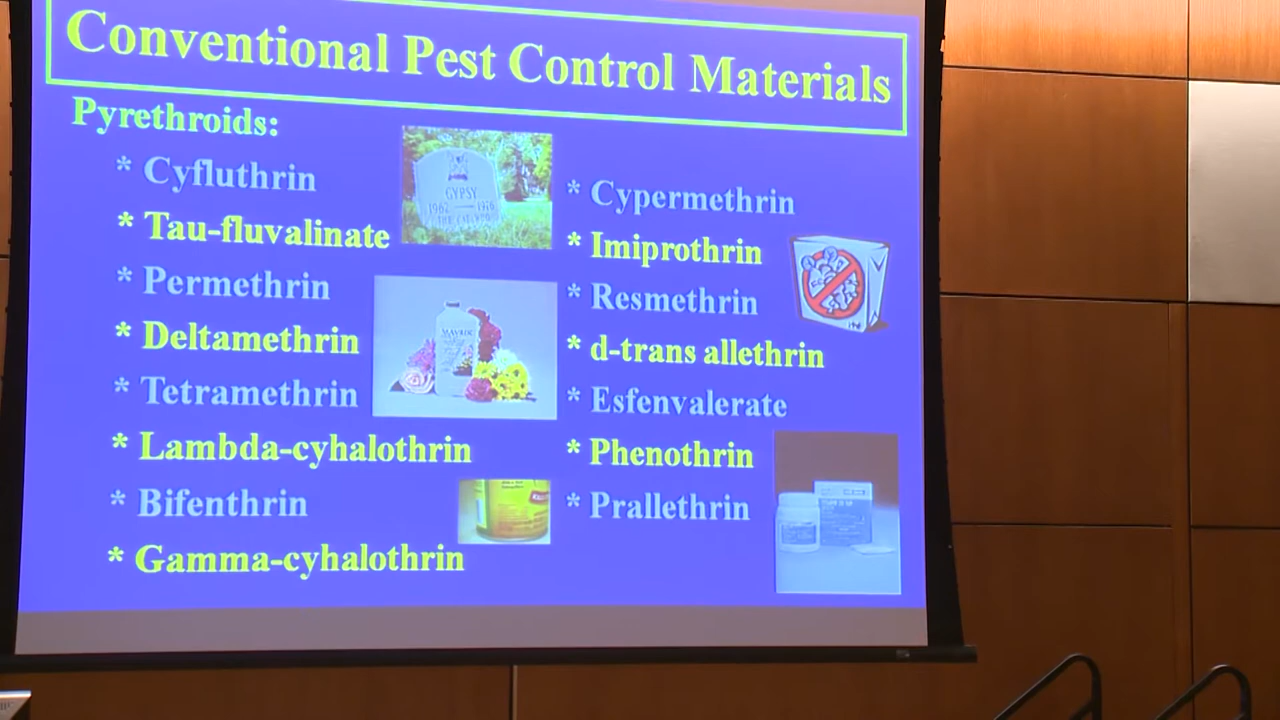 Conventional Pest Control Materials
Pyrethroids:
* Cyfluthrin
* Tau-fluvalinate
* Permethrin
* Deltamethrin
* Tetramethrin
* Lambda-cyhalothrin
* Bifenthrin
* Gamma-cyhalothrin
* Cypermethrin
* Imiprothrin
* Resmethrin
* d-trans allethrin
* Esfenvalerate
* Phenothrin
* Prallethrin
GYPSY
1962 1976